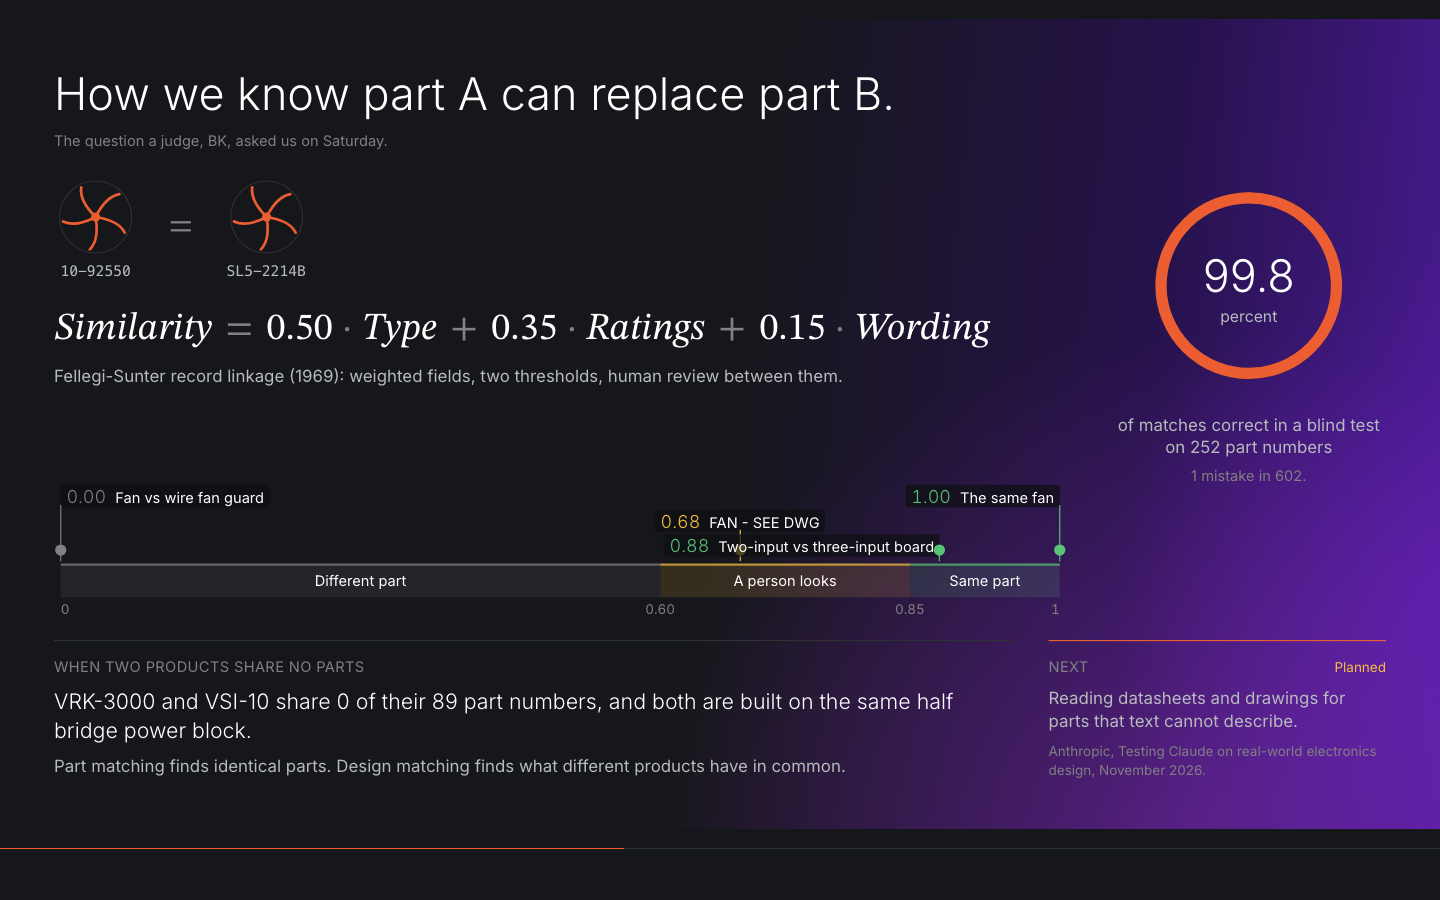 How we know part A can replace part B.
The question a judge, BK, asked us on Saturday.
=
10−92550
SL5−2214B
Similarity = 0.50 · Type + 0.35 · Ratings + 0.15 · Wording
Fellegi-Sunter record linkage (1969): weighted fields, two thresholds, human review between them.
99.8
percent
of matches correct in a blind test
on 252 part numbers
1 mistake in 602.
0.00 Fan vs wire fan guard
1.00 The same fan
0.68 FAN - SEE DWG
0.88 Two-input vs three-input board
Different part
A person looks
Same part
0
0.60
0.85
1
WHEN TWO PRODUCTS SHARE NO PARTS
VRK-3000 and VSI-10 share 0 of their 89 part numbers, and both are built on the same half
bridge power block.
Part matching finds identical parts. Design matching finds what different products have in common.
NEXT
Planned
Reading datasheets and drawings for
parts that text cannot describe.
Anthropic, Testing Claude on real-world electronics
design, November 2026.